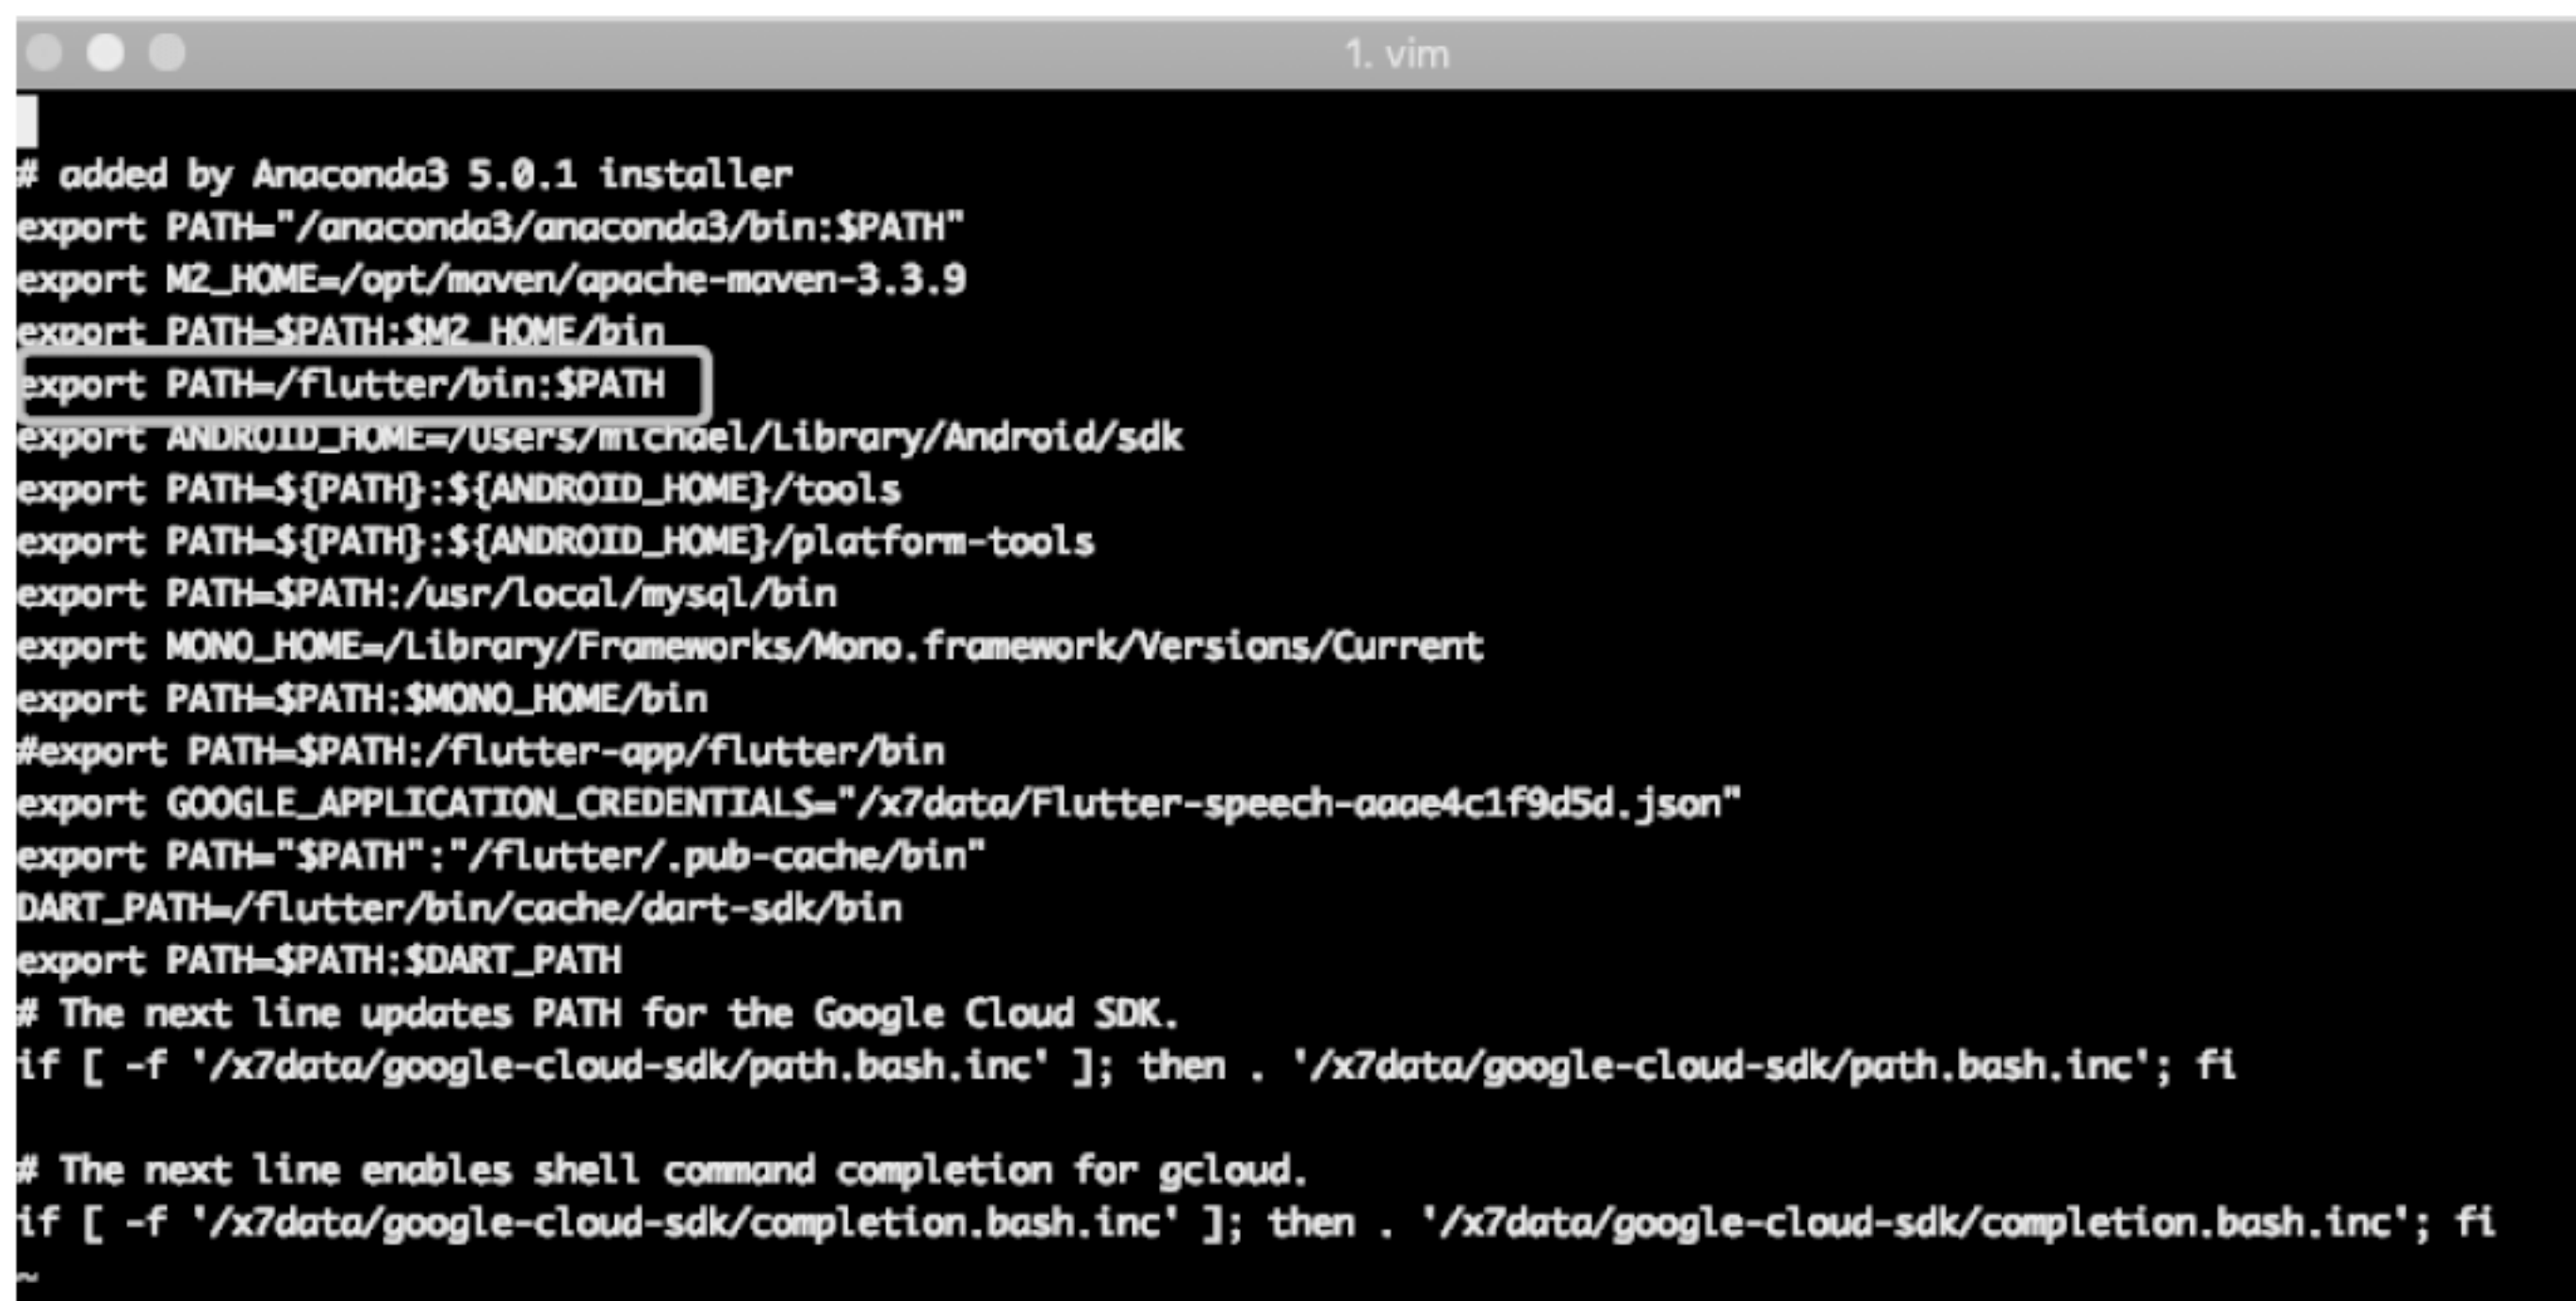 1. vim
# added by Anaconda3 5.0.1 installer
export PATH="/anaconda3/anaconda3/bin:$PATH"
export M2_HOME=/opt/maven/apache-maven-3.3.9
export PATH=$PATH:$M2_HOME/bin
export PATH=/flutter/bin:$PATH
export ANDROID_HOME=/Users/michael/Library/Android/sdk
export PATH=${PATH}:${ANDROID_HOME}/tools
export PATH=${PATH}:${ANDROID_HOME}/platform-tools
export PATH=$PATH:/usr/local/mysql/bin
export MONO_HOME=/Library/Frameworks/Mono.framework/Versions/Current
export PATH=$PATH:$MONO_HOME/bin
#export PATH=$PATH:/flutter-app/flutter/bin
export GOOGLE_APPLICATION_CREDENTIALS="/x7data/Flutter-speech-aaae4c1f9d5d.json"
export PATH="$PATH":"/flutter/.pub-cache/bin"
DART_PATH=/flutter/bin/cache/dart-sdk/bin
export PATH=$PATH:$DART_PATH
# The next line updates PATH for the Google Cloud SDK.
if [ -f '/x7data/google-cloud-sdk/path.bash.inc' ]; then . '/x7data/google-cloud-sdk/path.bash.inc'; fi
# The next line enables shell command completion for gcloud.
if [ -f '/x7data/google-cloud-sdk/completion.bash.inc' ]; then . '/x7data/google-cloud-sdk/completion.bash.inc'; fi
~